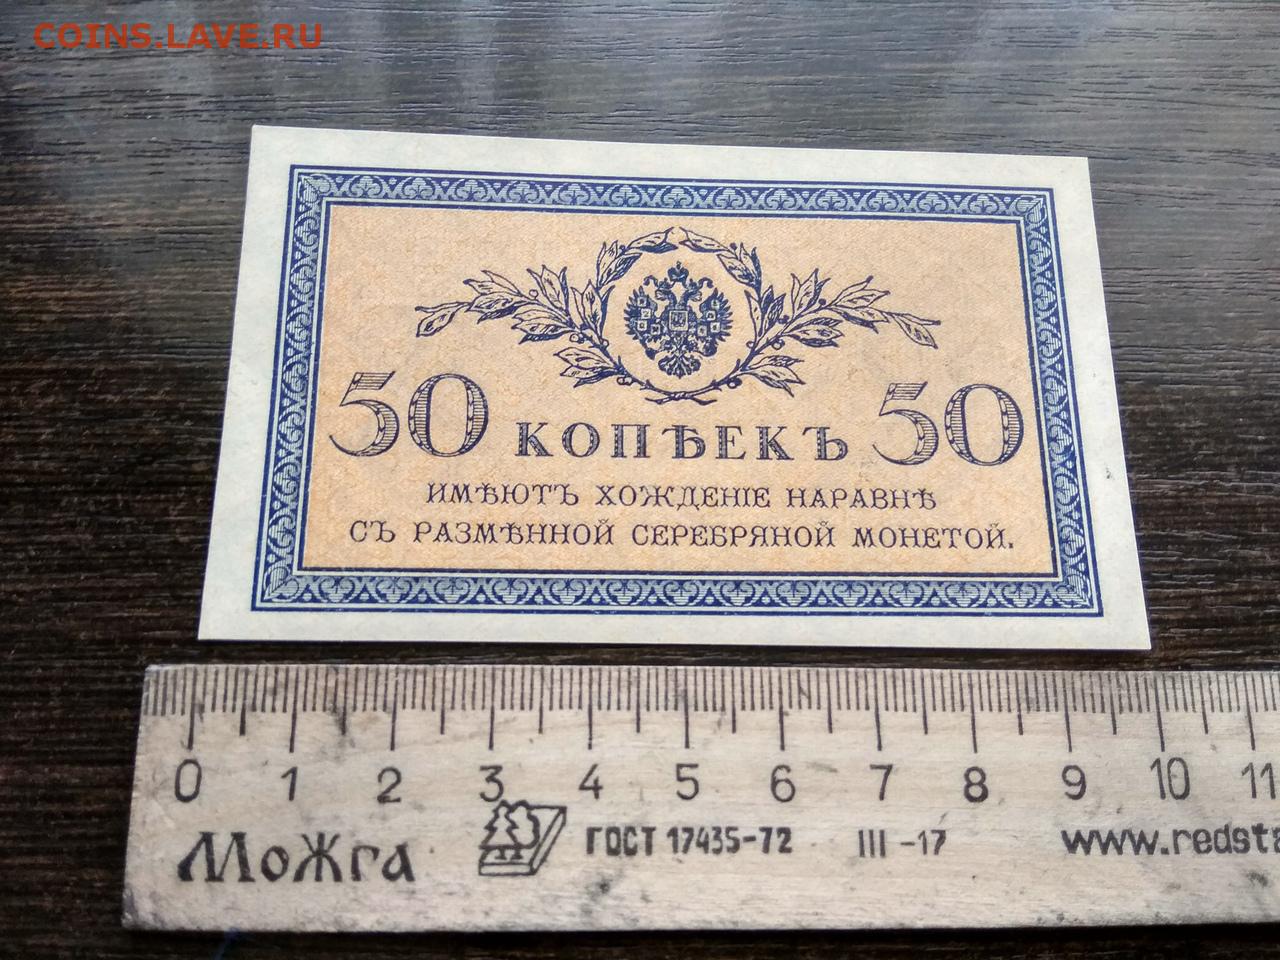 COINS.LAVE.RU
50 КОПѢЕКЪ 50
ИМѢЮТЪ ХОЖДЕНІЕ НАРАВНѢ
СЪ РАЗМѢННОЙ СЕРЕБРЯНОЙ МОНЕТОЙ.
0 1 2 3 4 5 6 7 8 9 10 11
МоЖга ГОСТ 17435-72 III-17 www.redsta